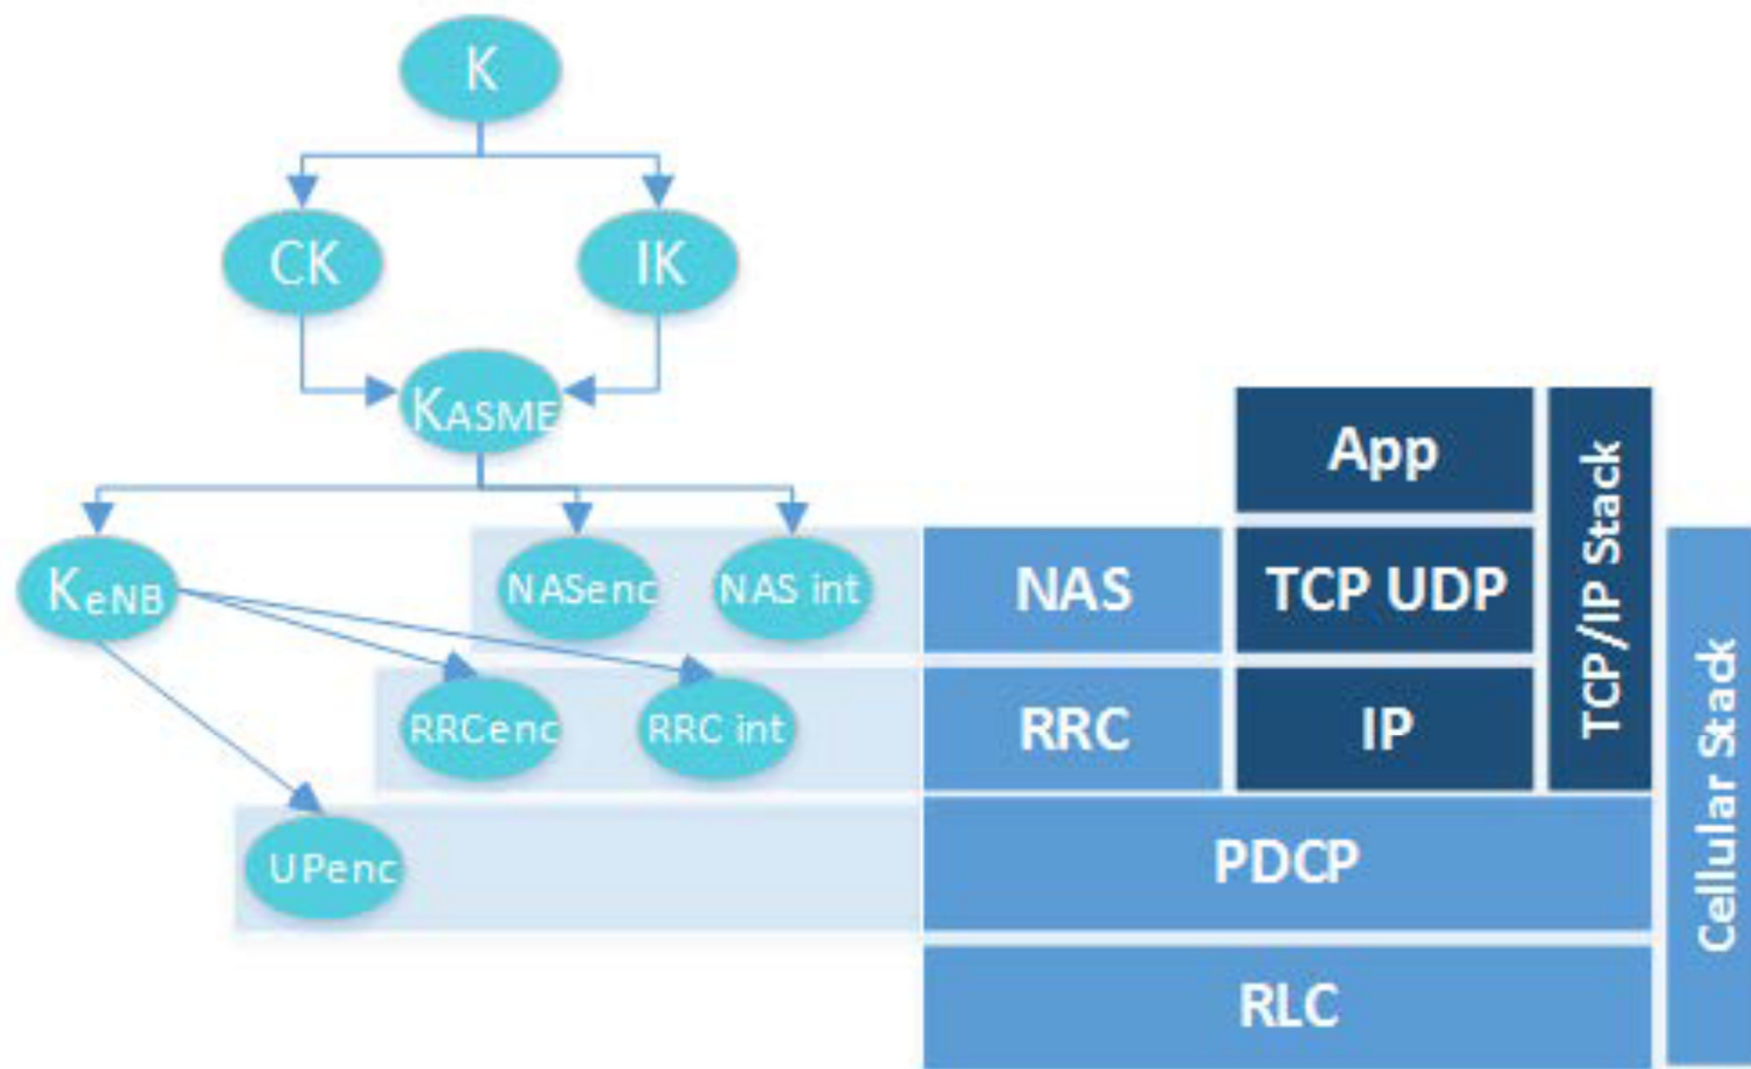 K
CK
IK
KASME
App
TCP/IP Stack
KeNB
NASenc
NAS int
NAS
TCP UDP
Cellular Stack
RRCenc
RRC int
RRC
IP
UPenc
PDCP
RLC